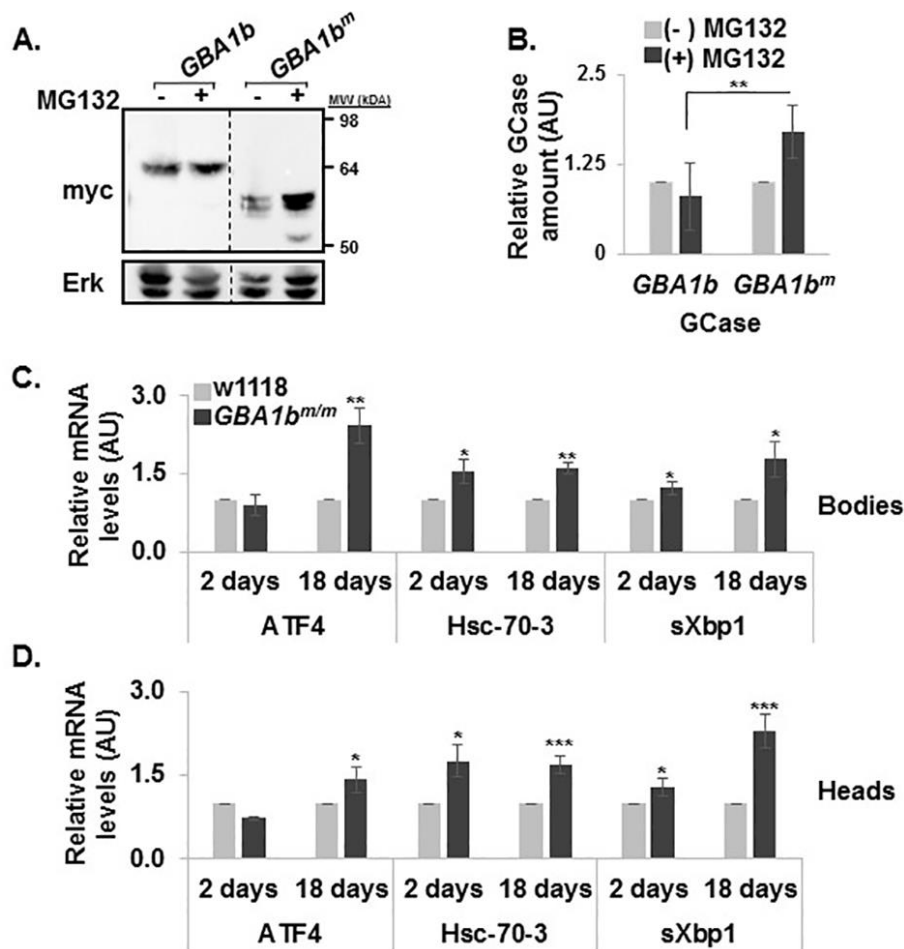 A.
GBA1b GBA1bᵐ
MG132 - + - + MW (kDA)
98
myc
64
50
Erk
B.
(-) MG132
(+) MG132
Relative GCase
amount (AU)
2.5
1.25
0
**
GBA1b GBA1bᵐ
GCase
C.
Relative mRNA
levels (AU)
w1118
GBA1bᵐ/ᵐ
3.0
1.5
0.0
** * ** * *
2 days 18 days 2 days 18 days 2 days 18 days
ATF4 Hsc-70-3 sXbp1
Bodies
D.
Relative mRNA
levels (AU)
3.0
1.5
0.0
* * *** * ***
2 days 18 days 2 days 18 days 2 days 18 days
ATF4 Hsc-70-3 sXbp1
Heads